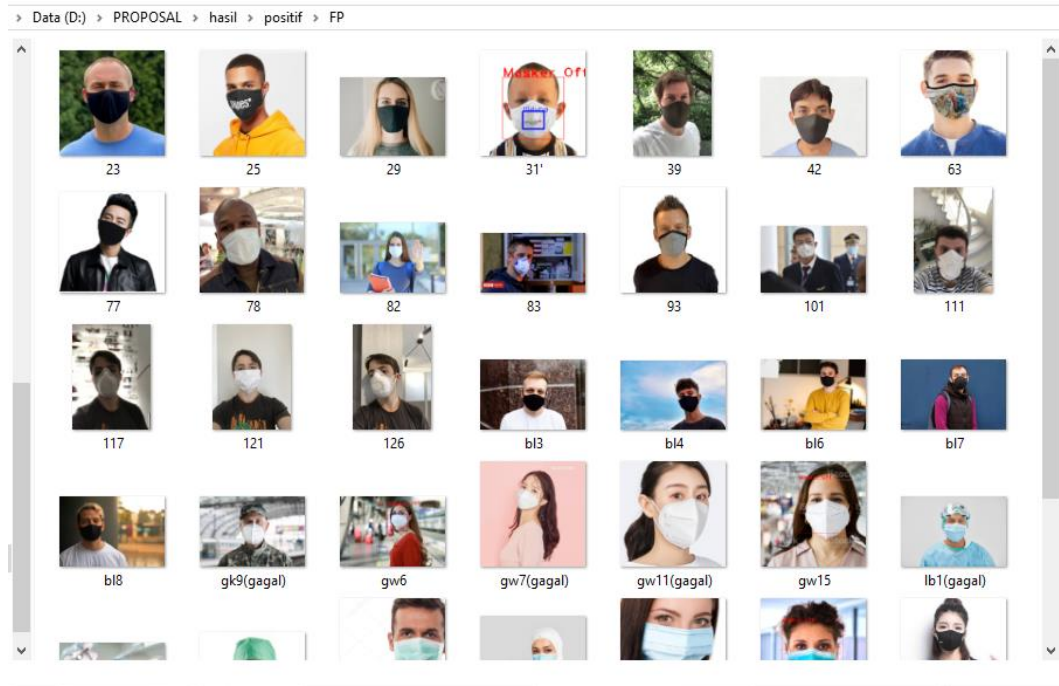 Data (D:) > PROPOSAL > hasil > positif > FP
Masker_Off
23 25 29 31' 39 42 63
77 78 82 83 93 101 111
117 121 126 bl3 bl4 bl6 bl7
bl8 gk9(gagal) gw6 gw7(gagal) gw11(gagal) gw15 lb1(gagal)